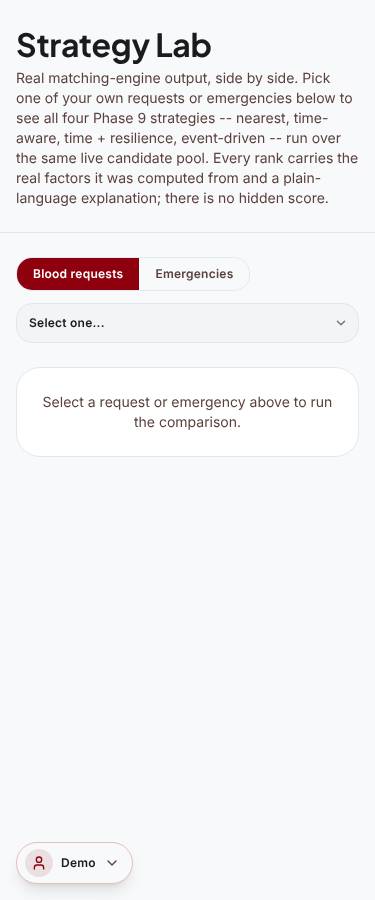 Strategy Lab
Real matching-engine output, side by side. Pick
one of your own requests or emergencies below to
see all four Phase 9 strategies -- nearest, time-
aware, time + resilience, event-driven -- run over
the same live candidate pool. Every rank carries the
real factors it was computed from and a plain-
language explanation; there is no hidden score.
Blood requests
Emergencies
Select one...
Select a request or emergency above to run
the comparison.
Demo